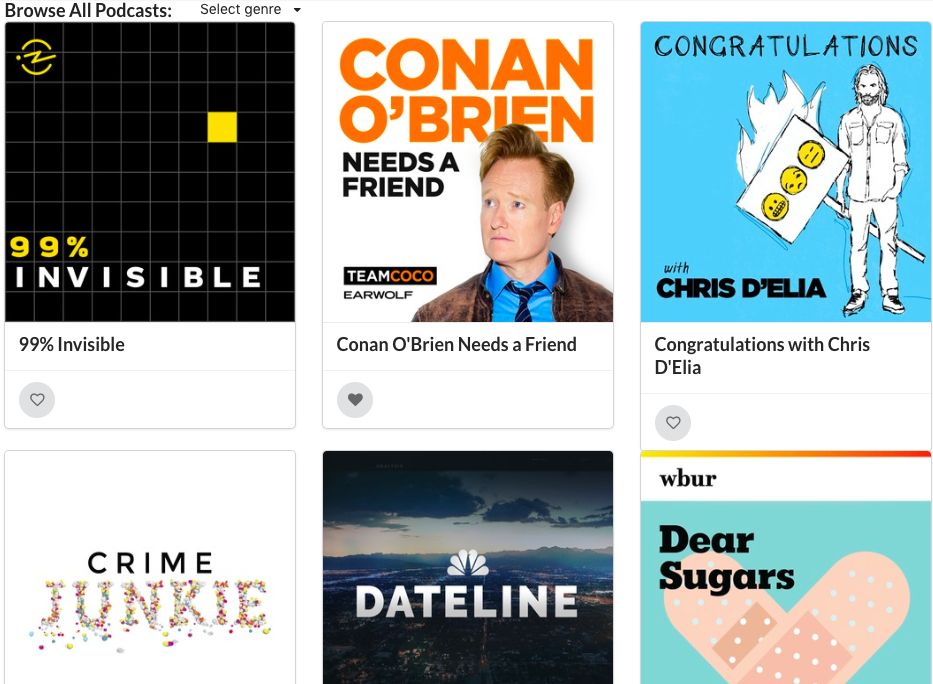 Browse All Podcasts:
Select genre
99%
INVISIBLE
99% Invisible
CONAN
O'BRIEN
NEEDS A
FRIEND
TEAMCOCO
EARWOLF
Conan O'Brien Needs a Friend
CONGRATULATIONS
with
CHRIS D'ELIA
Congratulations with Chris
D'Elia
CRIME
JUNKIE
DATELINE
wbur
Dear
Sugars